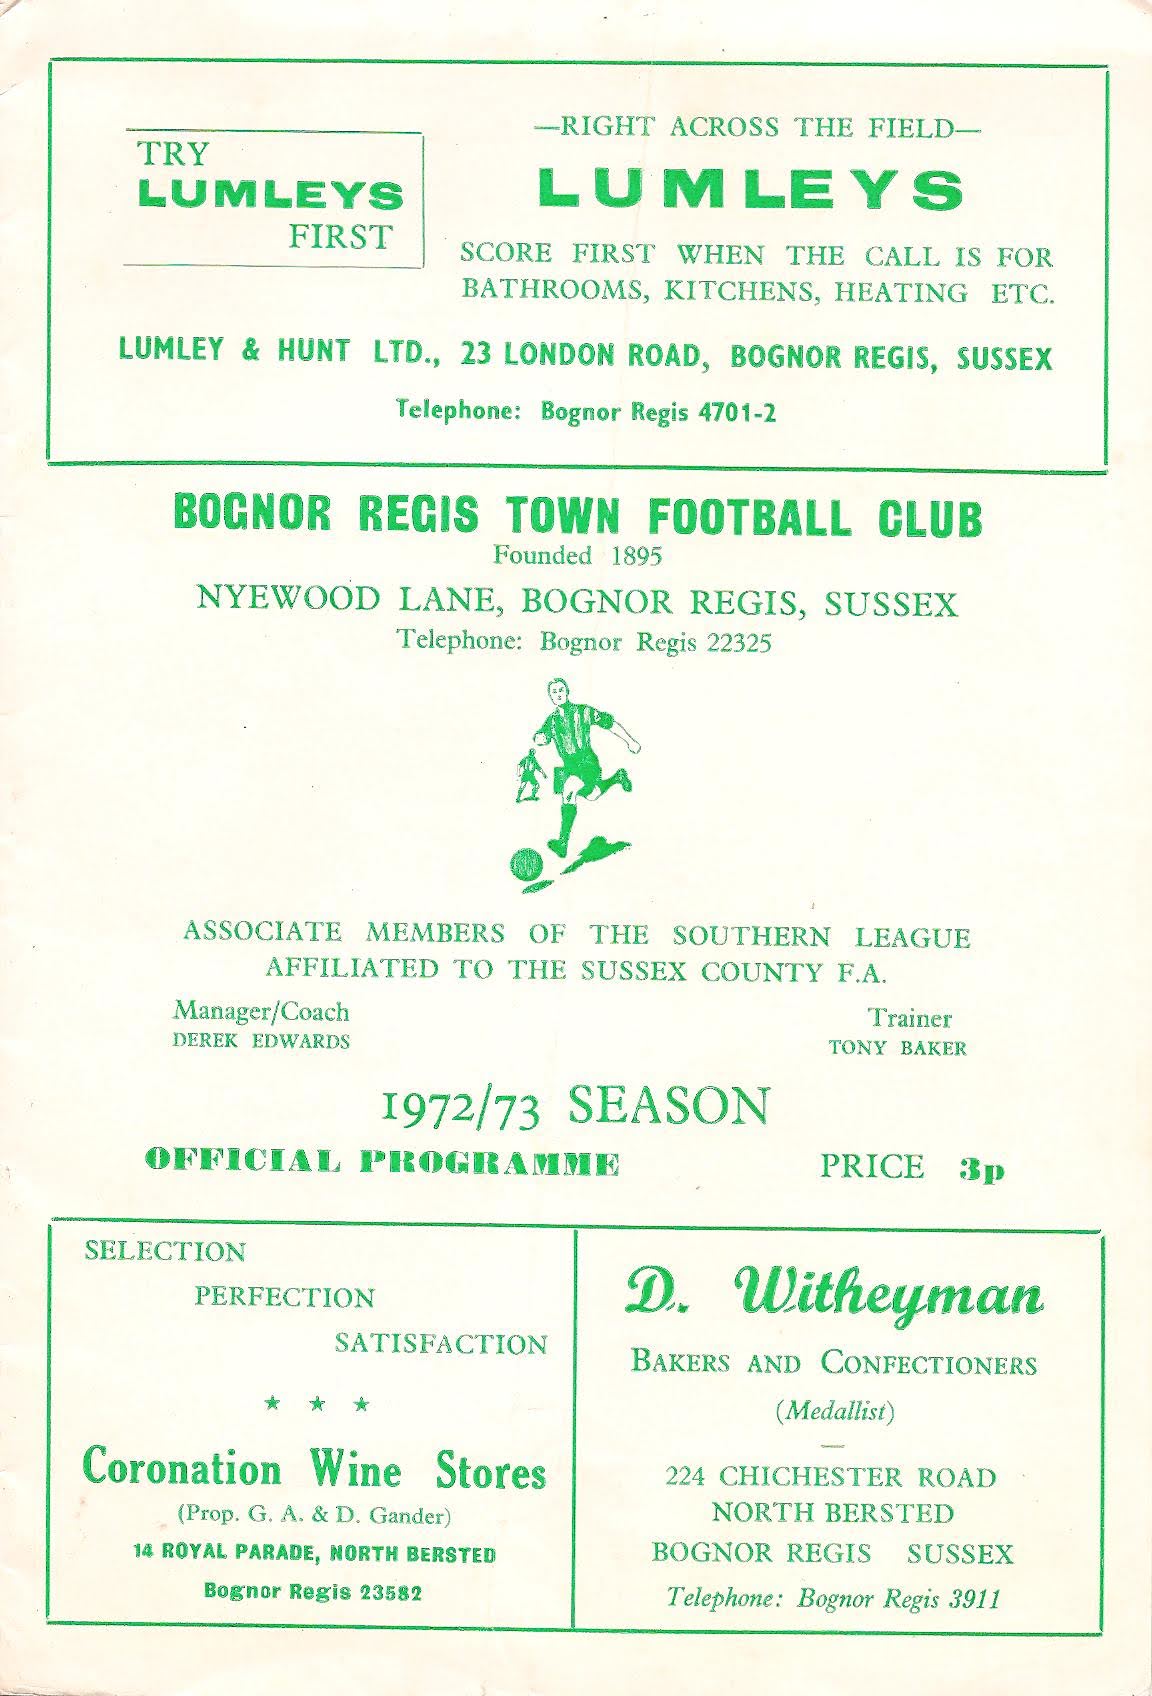 TRY
LUMLEYS
FIRST
—RIGHT ACROSS THE FIELD—
LUMLEYS
SCORE FIRST WHEN THE CALL IS FOR
BATHROOMS, KITCHENS, HEATING ETC.
LUMLEY & HUNT LTD., 23 LONDON ROAD, BOGNOR REGIS, SUSSEX
Telephone: Bognor Regis 4701-2
BOGNOR REGIS TOWN FOOTBALL CLUB
Founded 1895
NYEWOOD LANE, BOGNOR REGIS, SUSSEX
Telephone: Bognor Regis 22325
ASSOCIATE MEMBERS OF THE SOUTHERN LEAGUE
AFFILIATED TO THE SUSSEX COUNTY F.A.
Manager/Coach
DEREK EDWARDS
Trainer
TONY BAKER
1972/73 SEASON
OFFICIAL PROGRAMME PRICE 3p
SELECTION
PERFECTION
SATISFACTION
★ ★ ★
Coronation Wine Stores
(Prop. G. A. & D. Gander)
14 ROYAL PARADE, NORTH BERSTED
Bognor Regis 23582
D. Witheyman
BAKERS AND CONFECTIONERS
(Medallist)
—
224 CHICHESTER ROAD
NORTH BERSTED
BOGNOR REGIS SUSSEX
Telephone: Bognor Regis 3911